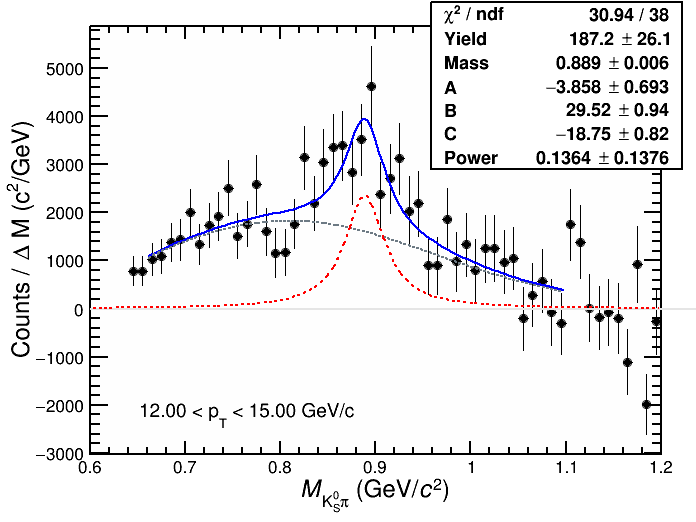 χ² / ndf 30.94 / 38
Yield 187.2 ± 26.1
Mass 0.889 ± 0.006
A −3.858 ± 0.693
B 29.52 ± 0.94
C −18.75 ± 0.82
Power 0.1364 ± 0.1376
Counts / Δ M (c²/GeV)
5000
4000
3000
2000
1000
0
−1000
−2000
−3000
12.00 < p_T < 15.00 GeV/c
0.6 0.7 0.8 0.9 1 1.1 1.2
M_{K⁰_Sπ} (GeV/c²)